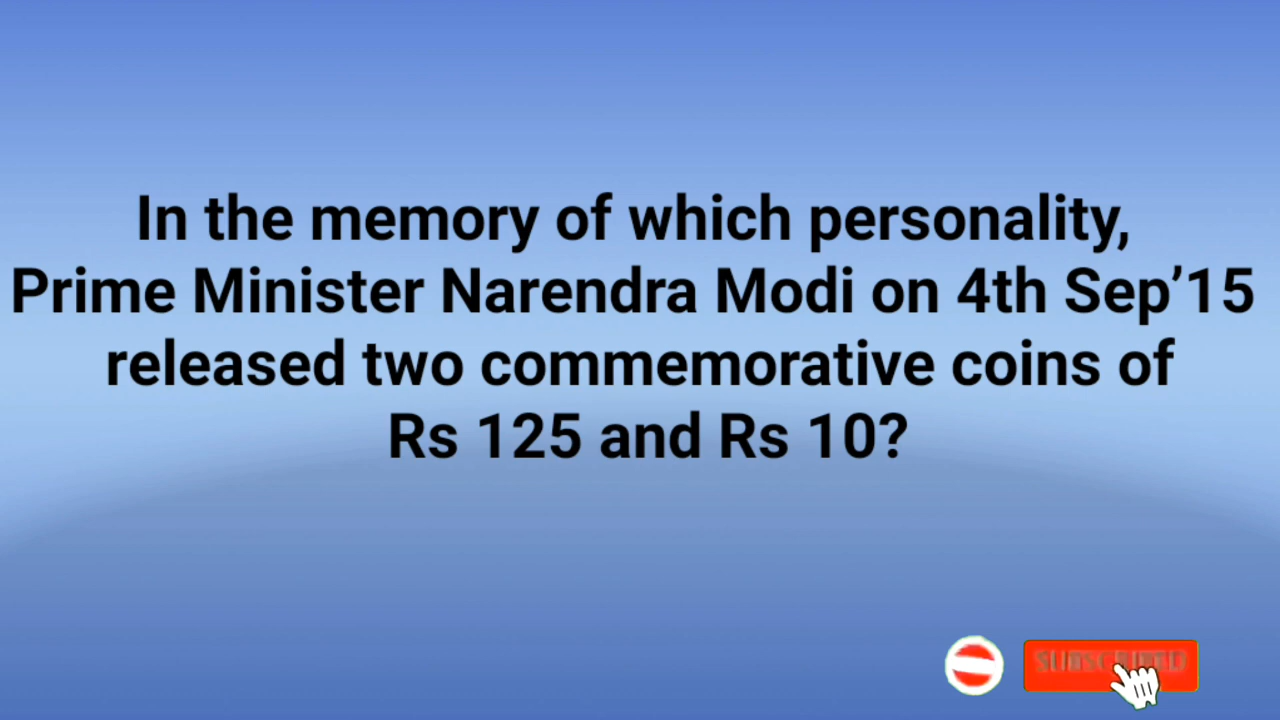 In the memory of which personality,
Prime Minister Narendra Modi on 4th Sep’15
released two commemorative coins of
Rs 125 and Rs 10?